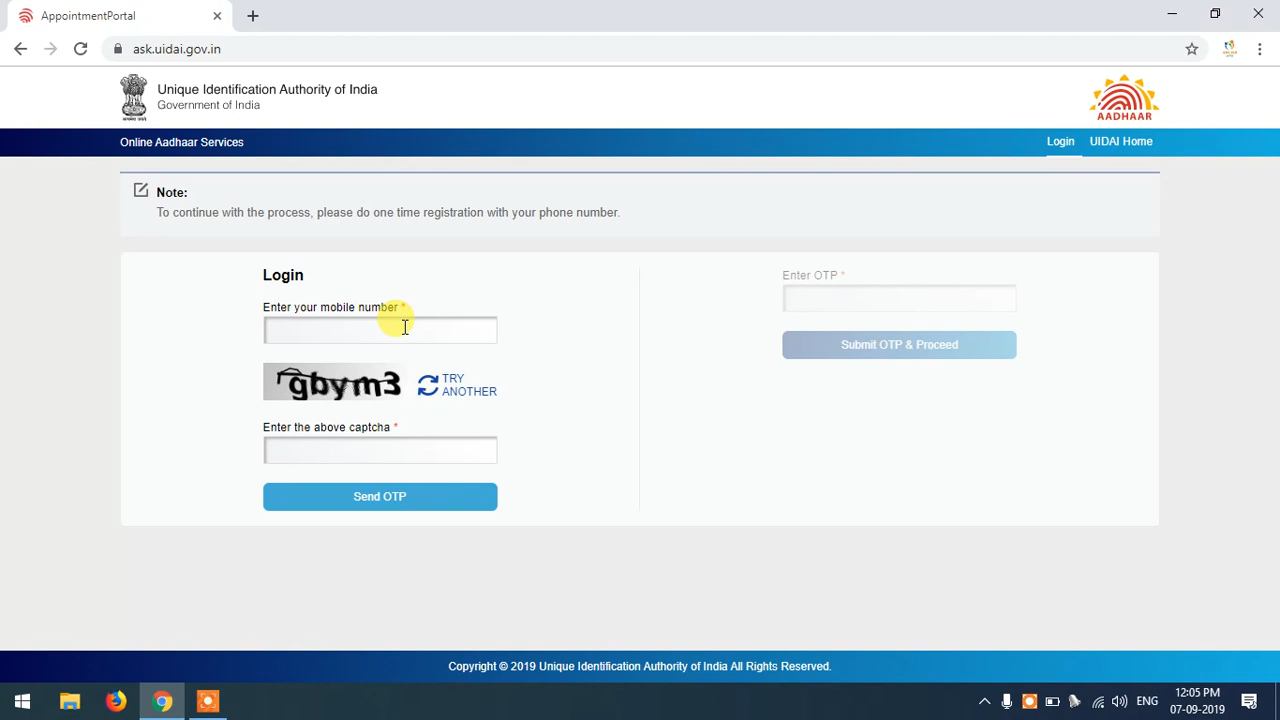 AppointmentPortal
ask.uidai.gov.in
Unique Identification Authority of India
Government of India
AADHAAR
Online Aadhaar Services
Login
UIDAI Home
Note:
To continue with the process, please do one time registration with your phone number.
Login
Enter your mobile number *
gbym3
TRY
ANOTHER
Enter the above captcha *
Send OTP
Enter OTP *
Submit OTP & Proceed
Copyright © 2019 Unique Identification Authority of India All Rights Reserved.
ENG
12:05 PM
07-09-2019